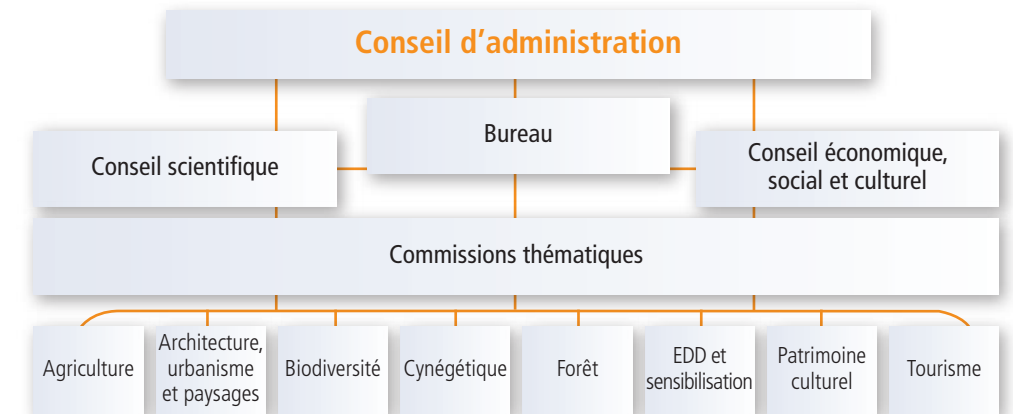 Conseil d'administration
Bureau
Conseil scientifique
Conseil économique,
social et culturel
Commissions thématiques
Agriculture
Architecture,
urbanisme
et paysages
Biodiversité
Cynégétique
Forêt
EDD et
sensibilisation
Patrimoine
culturel
Tourisme